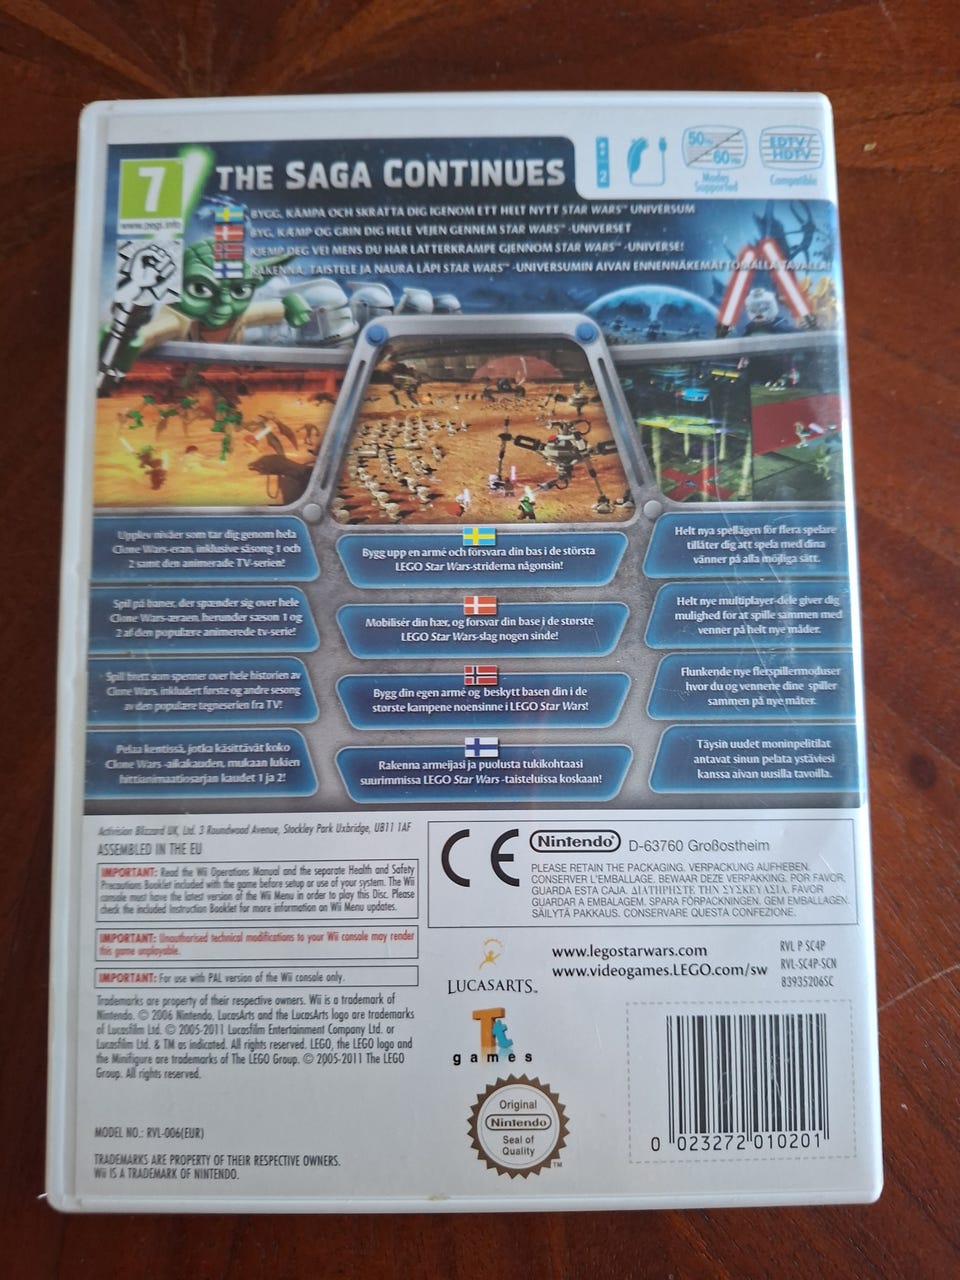 7
www.pegi.info
THE SAGA CONTINUES
2
50Hz
60Hz
Modes
Supported
EDTV/
HDTV
Compatible
BYGG, KÄMPA OCH SKRATTA DIG IGENOM ETT HELT NYTT STAR WARS™ UNIVERSUM
BYG, KÆMP OG GRIN DIG HELE VEJEN GENNEM STAR WARS™ -UNIVERSET
KJEMP DEG VEI MENS DU HAR LATTERKRAMPE GJENNOM STAR WARS™ -UNIVERSE!
RAKENNA, TAISTELE JA NAURA LÄPI STAR WARS™ -UNIVERSUMIN AIVAN ENNENNÄKEMÄTTÖMÄLLÄ TAVALLA!
Upplev nivåer som tar dig genom hela
Clone Wars-eran, inklusive säsong 1 och
2 samt den animerade TV-serien!
Bygg upp en armé och försvara din bas i de största
LEGO Star Wars-striderna någonsin!
Helt nya spellägen för flera spelare
tillåter dig att spela med dina
vänner på alla möjliga sätt.
Spil på baner, der spænder sig over hele
Clone Wars-æraen, herunder sæson 1 og
2 af den populære animerede tv-serie!
Mobilisér din hær, og forsvar din base i de største
LEGO Star Wars-slag nogen sinde!
Helt nye multiplayer-dele giver dig
mulighed for at spille sammen med
venner på helt nye måder.
Spill brett som spenner over hele historien av
Clone Wars, inkludert første og andre sesong
av den populære tegneserien fra TV!
Bygg din egen armé og beskytt basen din i de
største kampene noensinne i LEGO Star Wars!
Flunkende nye flerspillermoduser
hvor du og vennene dine spiller
sammen på nye måter.
Pelaa kentissä, jotka käsittävät koko
Clone Wars -aikakauden, mukaan lukien
hittianimaatiosarjan kaudet 1 ja 2!
Rakenna armeijasi ja puolusta tukikohtaasi
suurimmissa LEGO Star Wars -taisteluissa koskaan!
Täysin uudet moninpelitilat
antavat sinun pelata ystäviesi
kanssa aivan uusilla tavoilla.
Activision Blizzard UK, Ltd. 3 Roundwood Avenue, Stockley Park Uxbridge, UB11 1AF
ASSEMBLED IN THE EU
IMPORTANT: Read the Wii Operations Manual and the separate Health and Safety
Precautions Booklet included with the game before setup or use of your system. The Wii
console must have the latest version of the Wii Menu in order to play this Disc. Please
check the included Instruction Booklet for more information on Wii Menu updates.
IMPORTANT: Unauthorised technical modifications to your Wii console may render
this game unplayable.
IMPORTANT: For use with PAL version of the Wii console only.
Trademarks are property of their respective owners. Wii is a trademark of
Nintendo. © 2006 Nintendo. LucasArts and the LucasArts logo are trademarks
of Lucasfilm Ltd. © 2005-2011 Lucasfilm Entertainment Company Ltd. or
Lucasfilm Ltd. & TM as indicated. All rights reserved. LEGO, the LEGO logo and
the Minifigure are trademarks of The LEGO Group. © 2005-2011 The LEGO
Group. All rights reserved.
MODEL NO.: RVL-006(EUR)
TRADEMARKS ARE PROPERTY OF THEIR RESPECTIVE OWNERS.
Wii IS A TRADEMARK OF NINTENDO.
CE
Nintendo®
D-63760 Großostheim
PLEASE RETAIN THE PACKAGING. VERPACKUNG AUFHEBEN.
CONSERVER L'EMBALLAGE. BEWAAR DEZE VERPAKKING. POR FAVOR,
GUARDA ESTA CAJA. ΔΙΑΤΗΡΗΣΤΕ ΤΗΝ ΣΥΣΚΕΥΑΣΙΑ. FAVOR
GUARDAR A EMBALAGEM. SPARA FÖRPACKNINGEN. GEM EMBALLAGEN.
SÄILYTÄ PAKKAUS. CONSERVARE QUESTA CONFEZIONE.
LUCASARTS™
www.legostarwars.com
www.videogames.LEGO.com/sw
RVL P SC4P
RVL-SC4P-SCN
83935206SC
Tt
games
Original
Nintendo
Seal of
Quality
TM
0 023272 010201